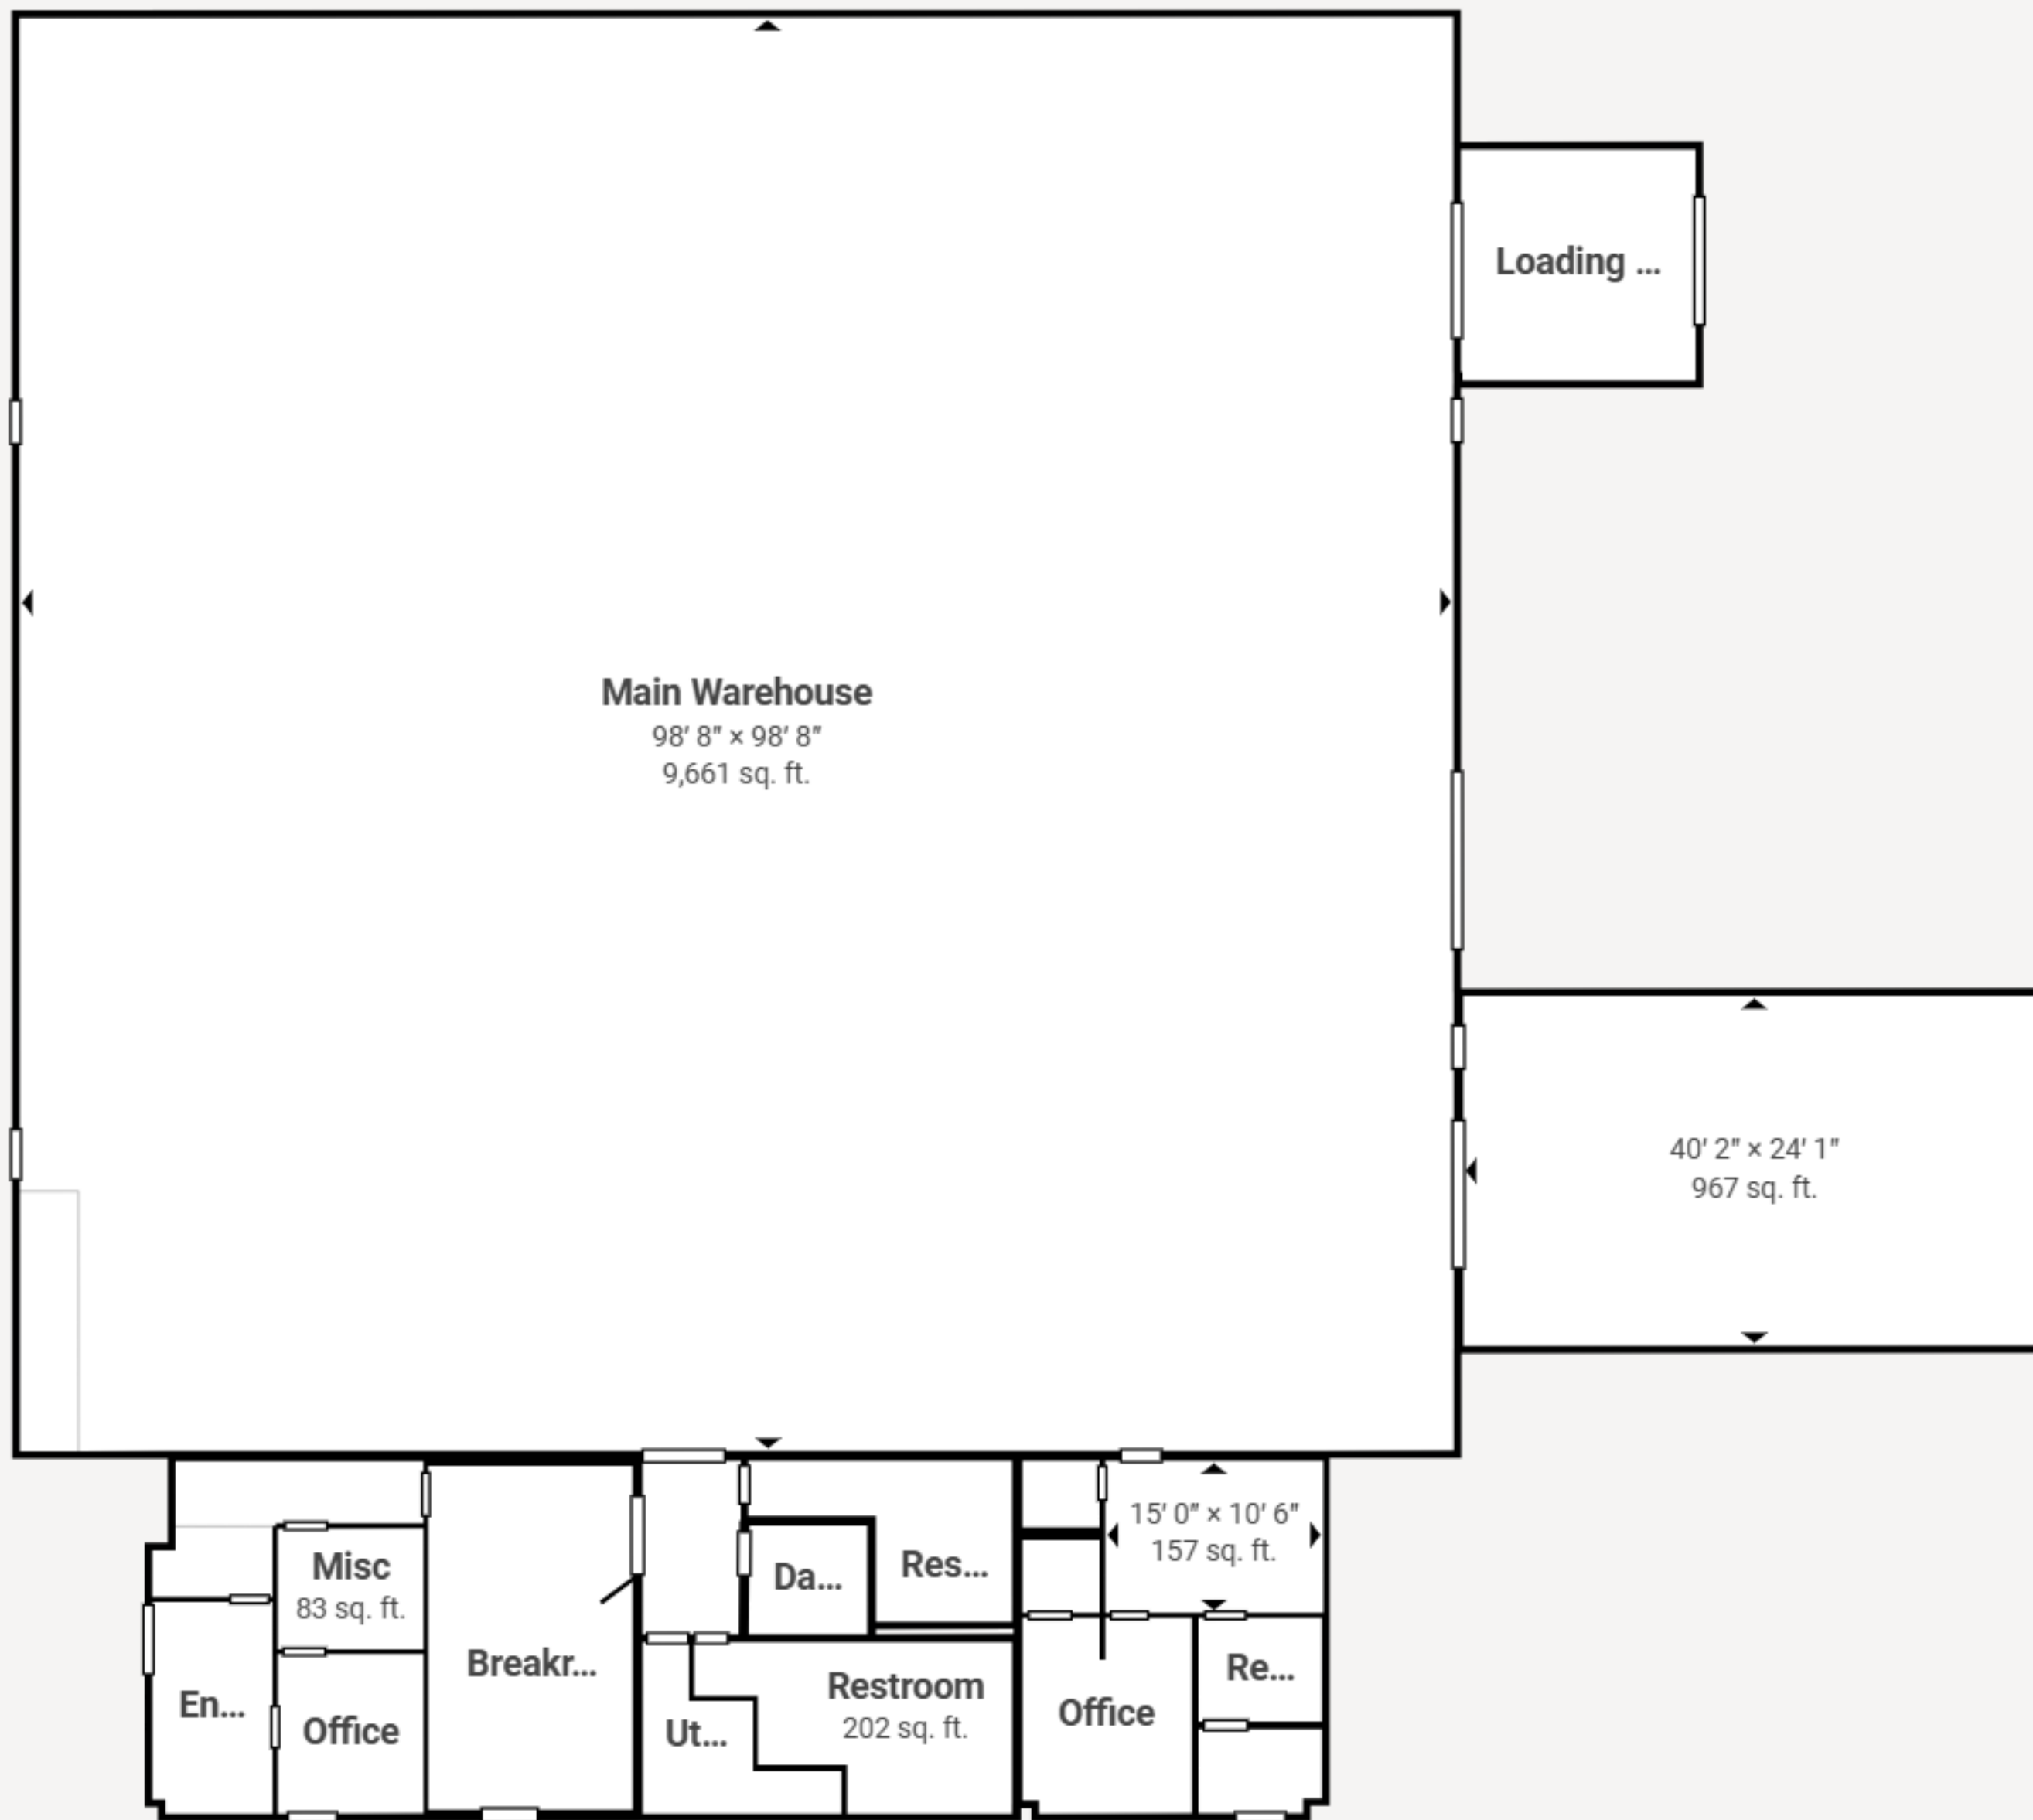 Loading ...
Main Warehouse
98' 8" × 98' 8"
9,661 sq. ft.
40' 2" × 24' 1"
967 sq. ft.
15' 0" × 10' 6"
157 sq. ft.
Misc
83 sq. ft.
Da...
Res...
Breakr...
Re...
En...
Office
Ut...
Restroom
202 sq. ft.
Office